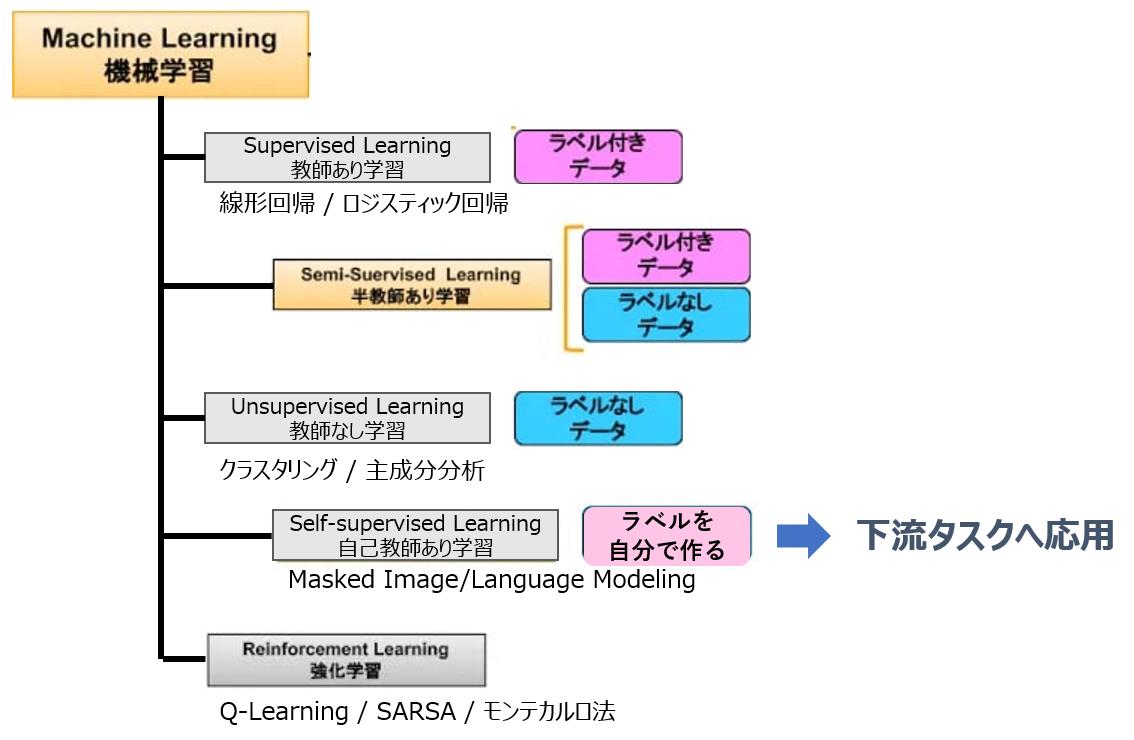 Machine Learning
機械学習
Supervised Learning
教師あり学習
ラベル付き
データ
線形回帰 / ロジスティック回帰
Semi-Suervised Learning
半教師あり学習
ラベル付き
データ
ラベルなし
データ
Unsupervised Learning
教師なし学習
ラベルなし
データ
クラスタリング / 主成分分析
Self-supervised Learning
自己教師あり学習
ラベルを
自分で作る
下流タスクへ応用
Masked Image/Language Modeling
Reinforcement Learning
強化学習
Q-Learning / SARSA / モンテカルロ法